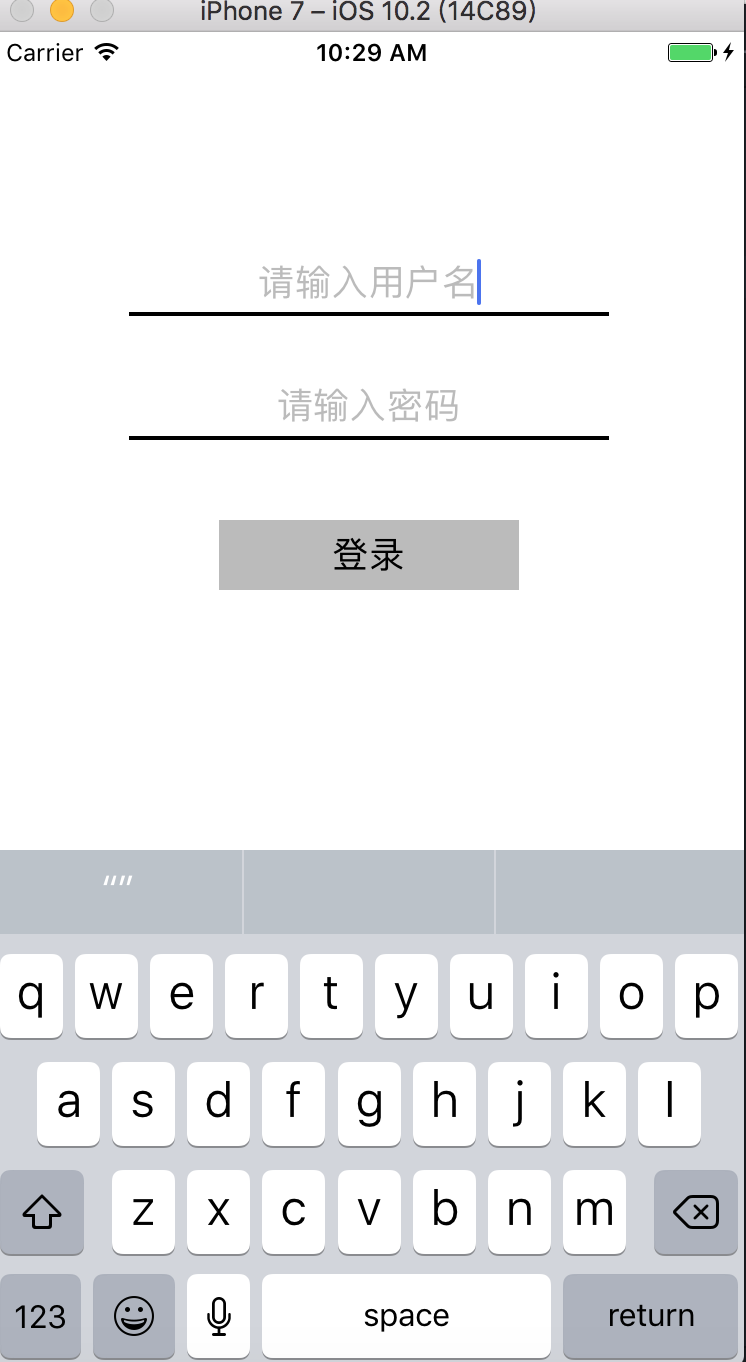 iPhone 7 – iOS 10.2 (14C89)
Carrier 10:29 AM
请输入用户名
请输入密码
登录
“”
q w e r t y u i o p
a s d f g h j k l
z x c v b n m
123 space return